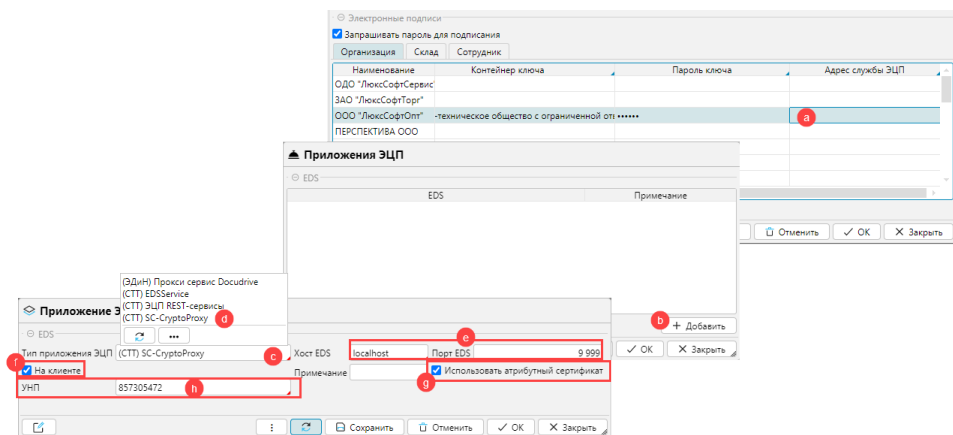 Электронные подписи
Запрашивать пароль для подписания
Организация Склад Сотрудник
Наименование Контейнер ключа Пароль ключа Адрес службы ЭЦП
ОДО "ЛюксСофтСервис"
ЗАО "ЛюксСофтТорг"
ООО "ЛюксСофтОпт" -техническое общество с ограниченной отв •••••• a
ПЕРСПЕКТИВА ООО
Отменить OK Закрыть
Приложения ЭЦП
EDS
EDS Примечание
b Добавить
OK Закрыть
(ЭДиН) Прокси сервис Docudrive
(СТТ) EDSService
(СТТ) ЭЦП REST-сервисы
(СТТ) SC-CryptoProxy d
...
Приложение Э
EDS
Тип приложения ЭЦП (СТТ) SC-CryptoProxy c Хост EDS localhost Порт EDS 9 999 e
f На клиенте Примечание Использовать атрибутный сертификат g
УНП 857305472 h
Сохранить Отменить OK Закрыть